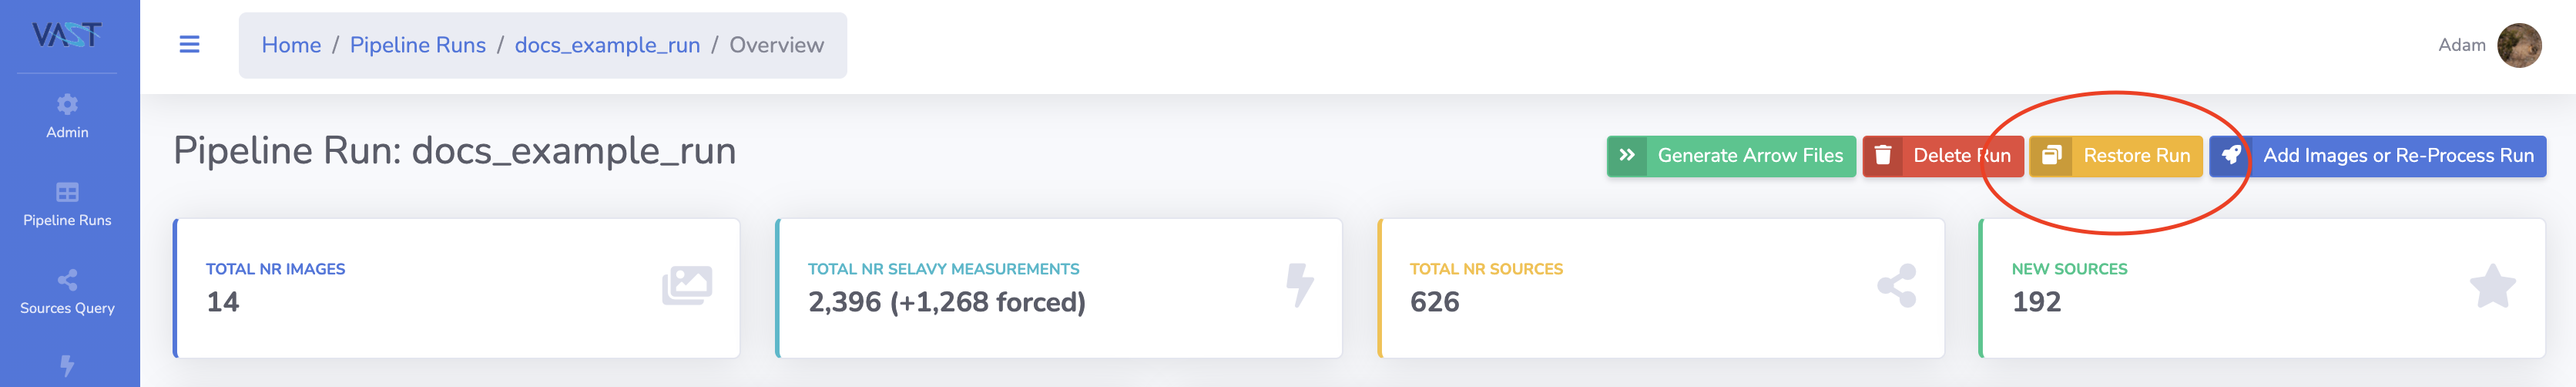 VAST
Home / Pipeline Runs / docs_example_run / Overview
Adam
Admin
Pipeline Runs
Sources Query
Pipeline Run: docs_example_run
Generate Arrow Files
Delete Run
Restore Run
Add Images or Re-Process Run
TOTAL NR IMAGES
14
TOTAL NR SELAVY MEASUREMENTS
2,396 (+1,268 forced)
TOTAL NR SOURCES
626
NEW SOURCES
192